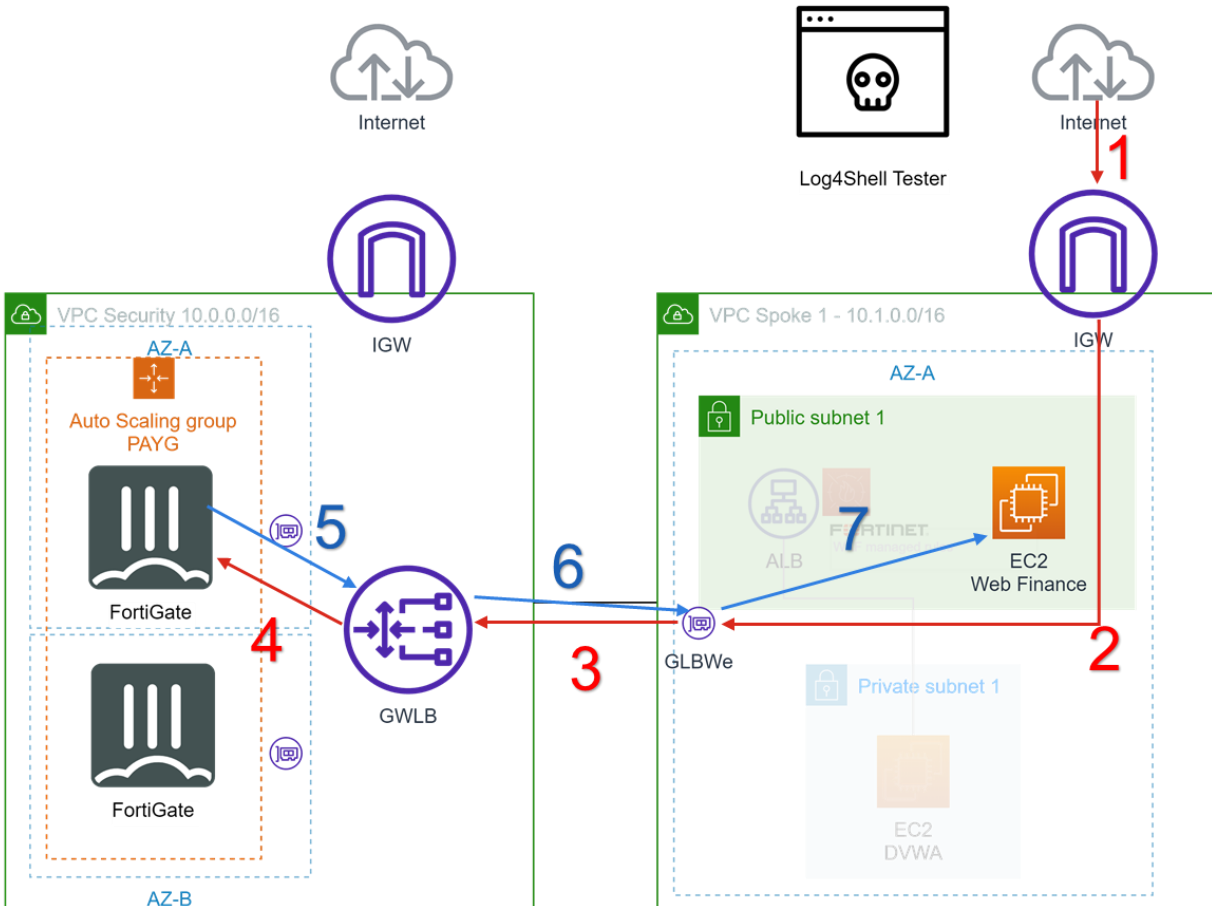 Internet
Internet
1
Log4Shell Tester
VPC Security 10.0.0.0/16
IGW
VPC Spoke 1 - 10.1.0.0/16
IGW
AZ-A
AZ-A
Auto Scaling group
PAYG
Public subnet 1
5
7
FORTINET
managed
ALB
EC2
Web Finance
6
FortiGate
4
3
2
GLBWe
GWLB
Private subnet 1
FortiGate
EC2
DVWA
AZ-B